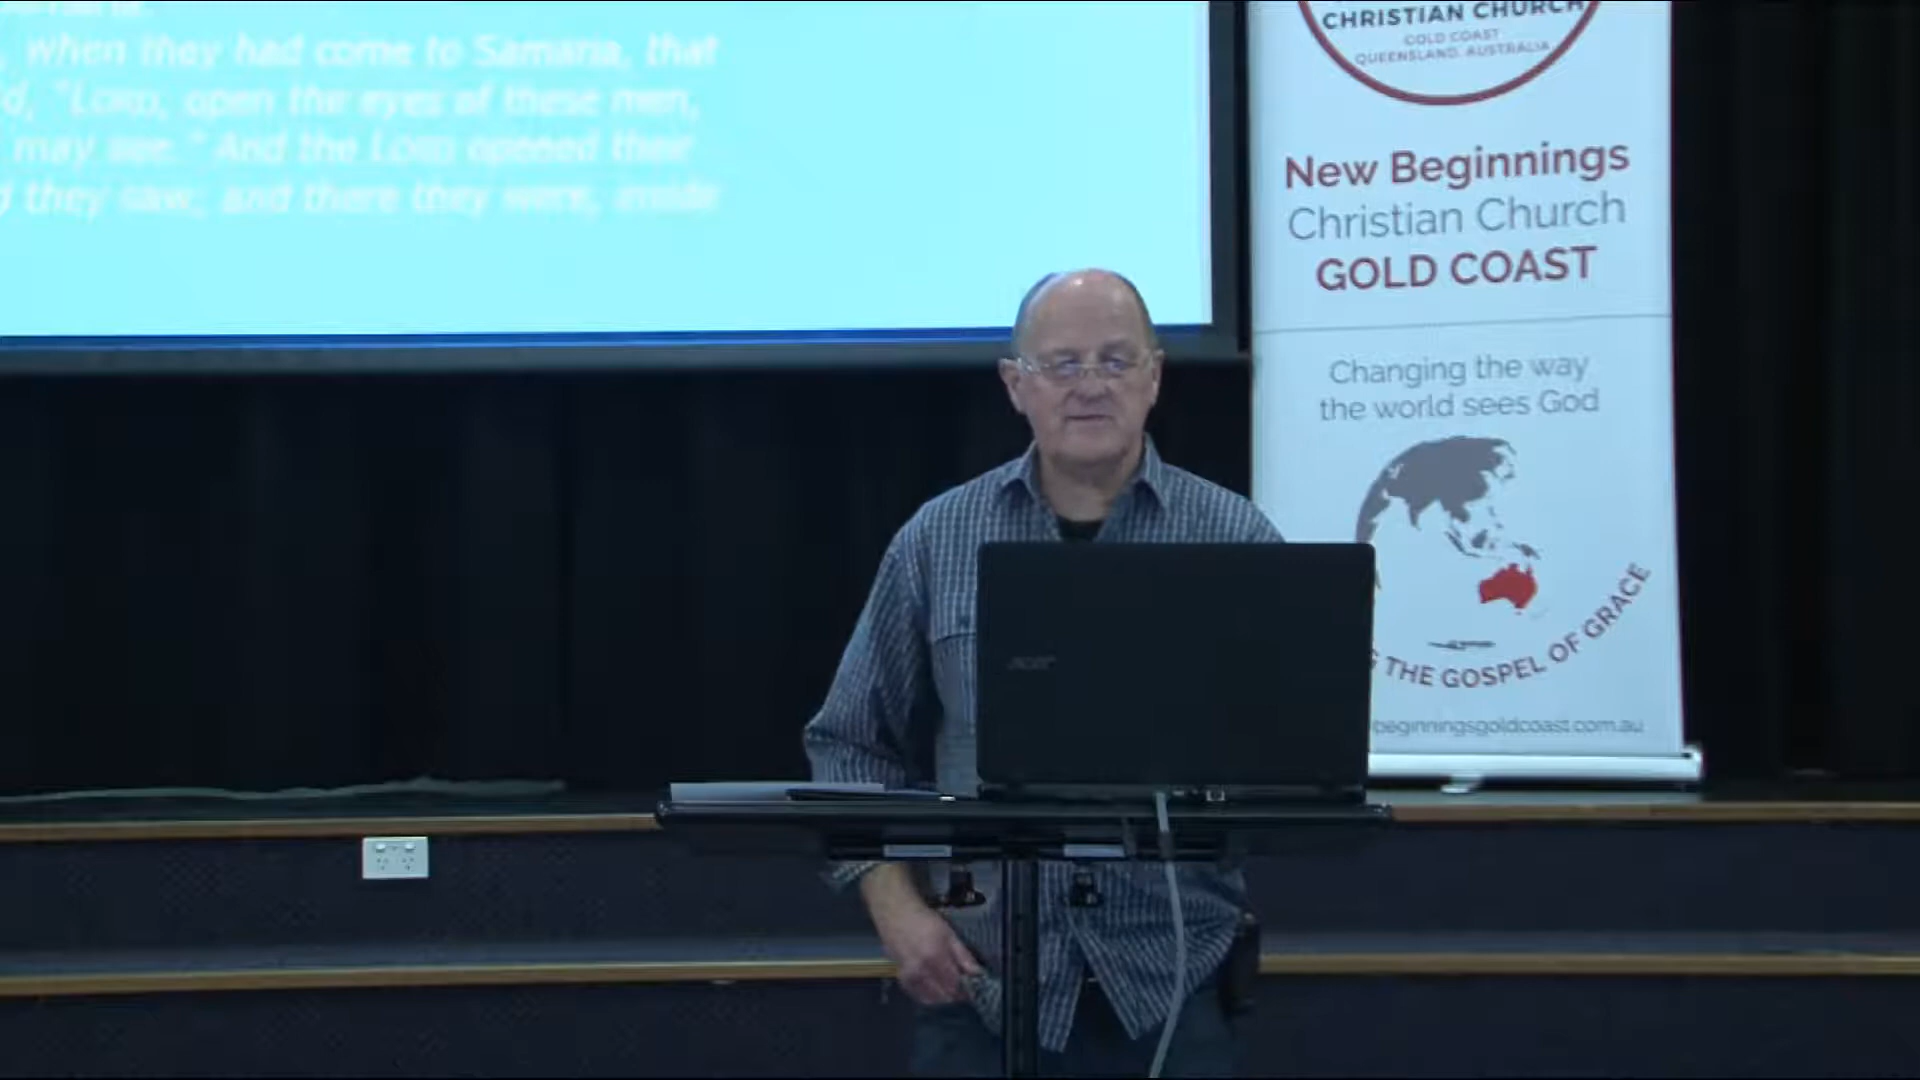 , when they had come to Samaria, that
d, "LORD, open the eyes of these men,
may see." And the LORD opened their
d they saw; and there they were, inside
CHRISTIAN CHURCH
GOLD COAST
QUEENSLAND, AUSTRALIA
New Beginnings
Christian Church
GOLD COAST
Changing the way
the world sees God
G THE GOSPEL OF GRACE
beginningsgoldcoast.com.au